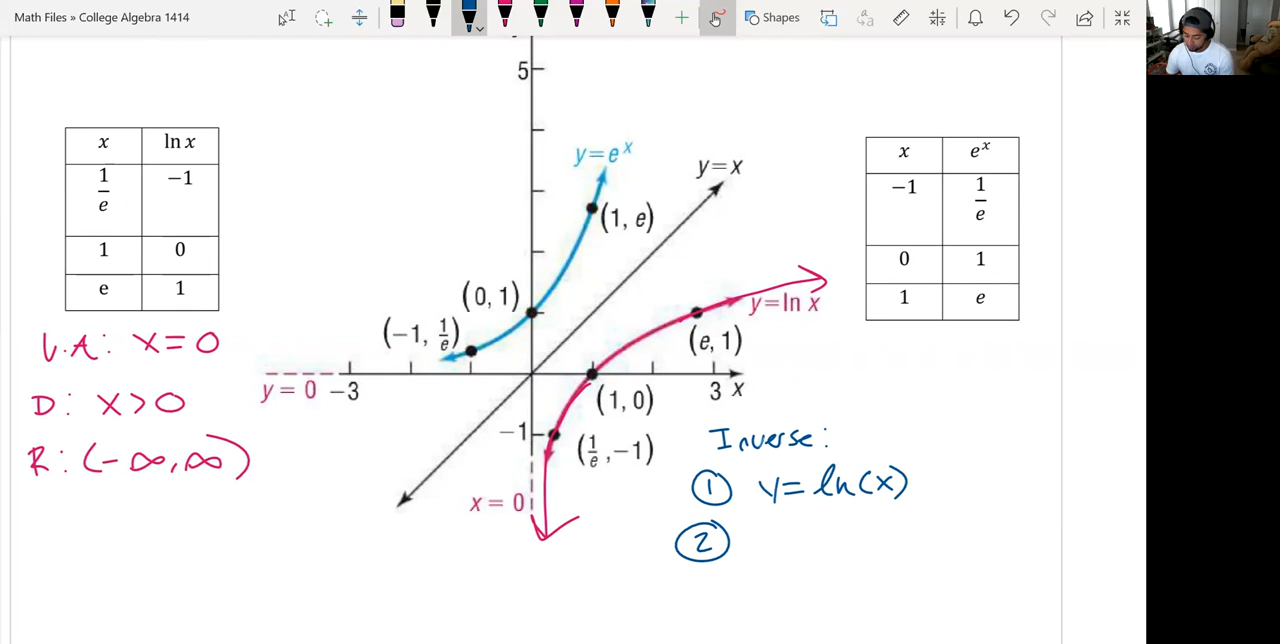 Math Files » College Algebra 1414
Shapes
5
x ln x
1/e −1
1 0
e 1
y=e^x
y=x
(1, e)
(0, 1)
(−1, 1/e)
y=ln x
(e, 1)
x e^x
−1 1/e
0 1
1 e
V.A: x=0
D: x>0
R: (-∞,∞)
y = 0 −3
3 x
(1, 0)
−1
(1/e, −1)
x = 0
Inverse:
① y= ln(x)
②